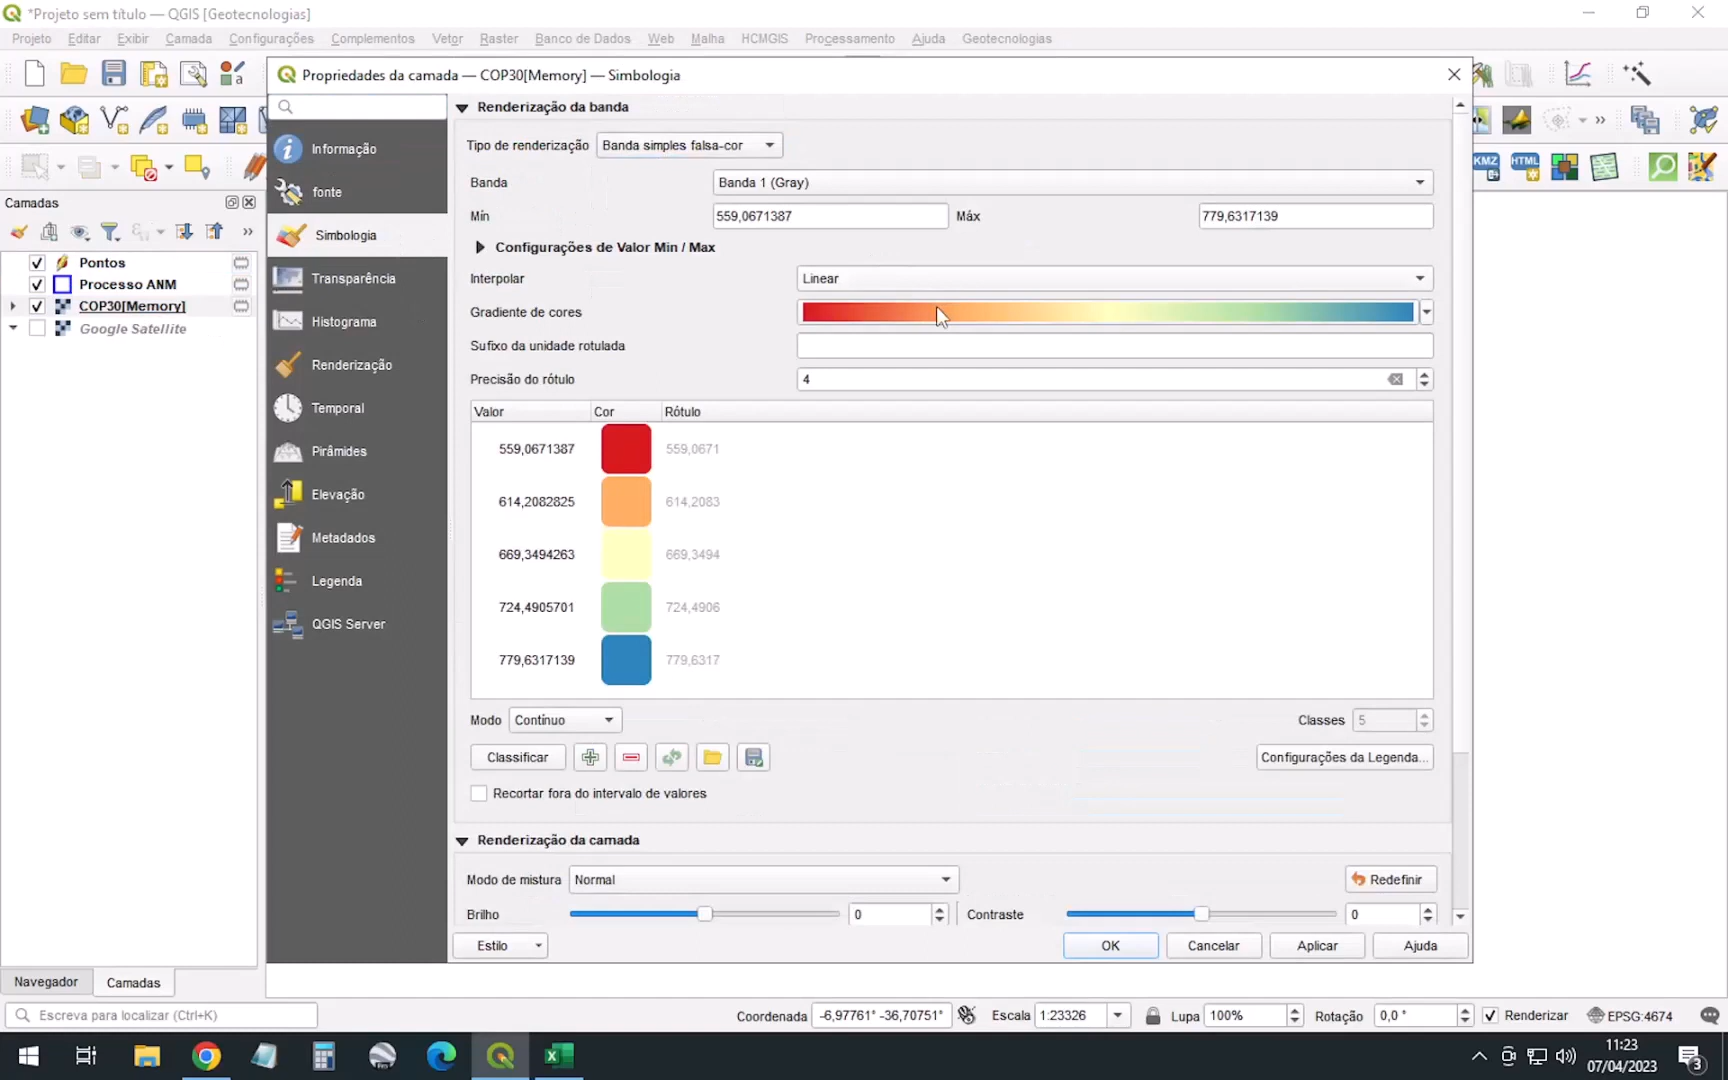 *Projeto sem título — QGIS [Geotecnologias]
Projeto Editar Exibir Camada Configurações Complementos Vetor Raster Banco de Dados Web Malha HCMGIS Processamento Ajuda Geotecnologias
Propriedades da camada — COP30[Memory] — Simbologia
Camadas
Pontos
Processo ANM
COP30[Memory]
Google Satellite
Navegador
Camadas
Informação
fonte
Simbologia
Transparência
Histograma
Renderização
Temporal
Pirâmides
Elevação
Metadados
Legenda
QGIS Server
Renderização da banda
Tipo de renderização Banda simples falsa-cor
Banda Banda 1 (Gray)
Mín 559,0671387 Máx 779,6317139
Configurações de Valor Min / Max
Interpolar Linear
Gradiente de cores
Sufixo da unidade rotulada
Precisão do rótulo 4
Valor Cor Rótulo
559,0671387 559,0671
614,2082825 614,2083
669,3494263 669,3494
724,4905701 724,4906
779,6317139 779,6317
Modo Contínuo Classes 5
Classificar Configurações da Legenda...
Recortar fora do intervalo de valores
Renderização da camada
Modo de mistura Normal Redefinir
Brilho 0 Contraste 0
Estilo OK Cancelar Aplicar Ajuda
KMZ HTML
Escreva para localizar (Ctrl+K) Coordenada -6,97761° -36,70751° Escala 1:23326 Lupa 100% Rotação 0,0 ° Renderizar EPSG:4674
11:23
07/04/2023
3